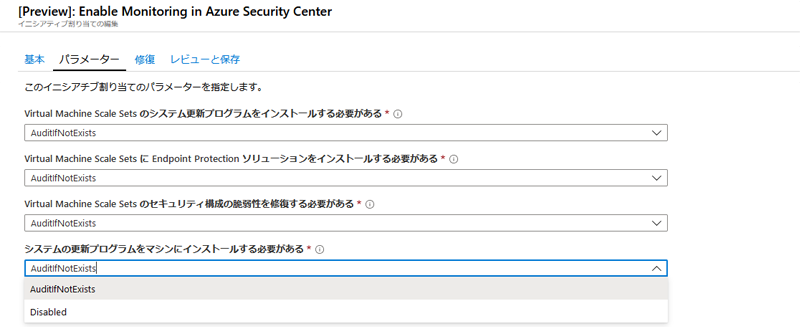 [Preview]: Enable Monitoring in Azure Security Center
イニシアティブ割り当ての編集
基本 パラメーター 修復 レビューと保存
このイニシアチブ割り当てのパラメーターを指定します。
Virtual Machine Scale Sets のシステム更新プログラムをインストールする必要がある *
AuditIfNotExists
Virtual Machine Scale Sets に Endpoint Protection ソリューションをインストールする必要がある *
AuditIfNotExists
Virtual Machine Scale Sets のセキュリティ構成の脆弱性を修復する必要がある *
AuditIfNotExists
システムの更新プログラムをマシンにインストールする必要がある *
AuditIfNotExists
AuditIfNotExists
Disabled